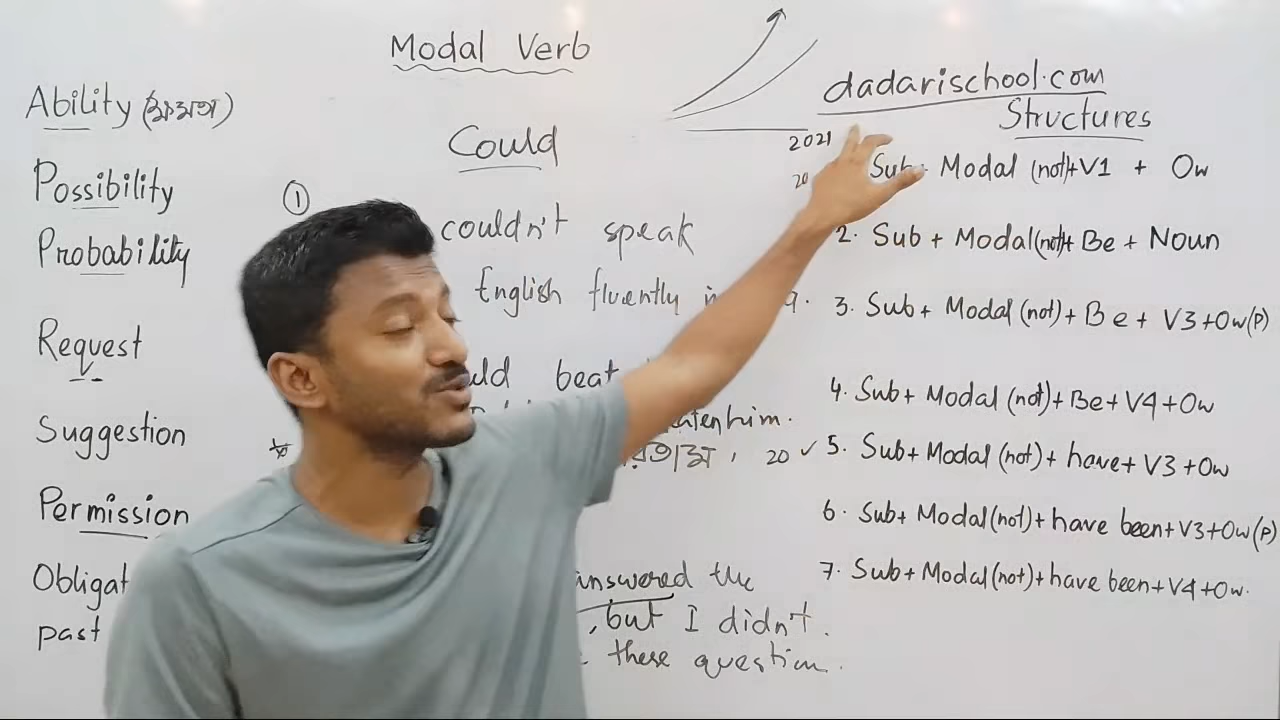 Modal Verb
Ability (ক্ষমতা)
Possibility
Probability
Request
Suggestion
Permission
Obligat
past
Could
①
couldn't speak
English fluently
beat
him.
20
answered the
, but I didn't.
these question.
2021
20
dadarischool.com
Structures
Sub+ Modal (not)+V1 + Ow
2. Sub + Modal(not)+ Be + Noun
3. Sub+ Modal (not)+ Be + V3+Ow(P)
4. Sub+ Modal (not)+Be+V4+Ow
✓ 5. Sub+Modal (not)+have+V3+Ow
6. Sub+ Modal(not)+have been+V3+Ow(P)
7. Sub+Modal(not)+have been+V4+Ow.